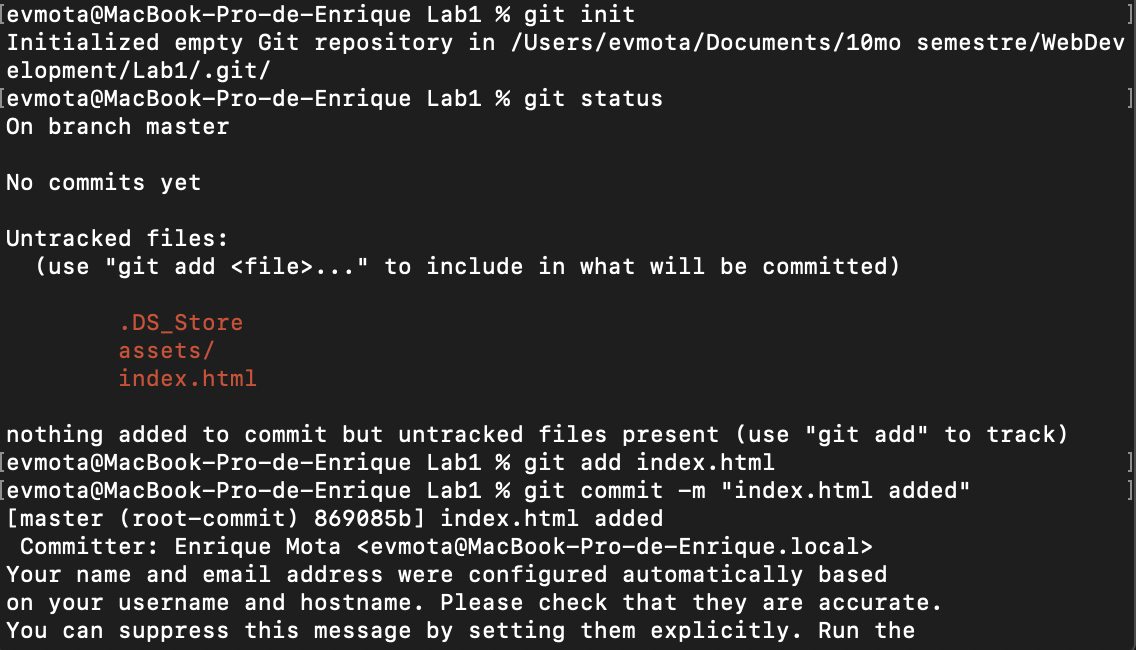 [evmota@MacBook-Pro-de-Enrique Lab1 % git init ]
Initialized empty Git repository in /Users/evmota/Documents/10mo semestre/WebDev
elopment/Lab1/.git/
[evmota@MacBook-Pro-de-Enrique Lab1 % git status ]
On branch master
No commits yet
Untracked files:
(use "git add <file>..." to include in what will be committed)
.DS_Store
assets/
index.html
nothing added to commit but untracked files present (use "git add" to track)
[evmota@MacBook-Pro-de-Enrique Lab1 % git add index.html ]
[evmota@MacBook-Pro-de-Enrique Lab1 % git commit -m "index.html added" ]
[master (root-commit) 869085b] index.html added
Committer: Enrique Mota <evmota@MacBook-Pro-de-Enrique.local>
Your name and email address were configured automatically based
on your username and hostname. Please check that they are accurate.
You can suppress this message by setting them explicitly. Run the